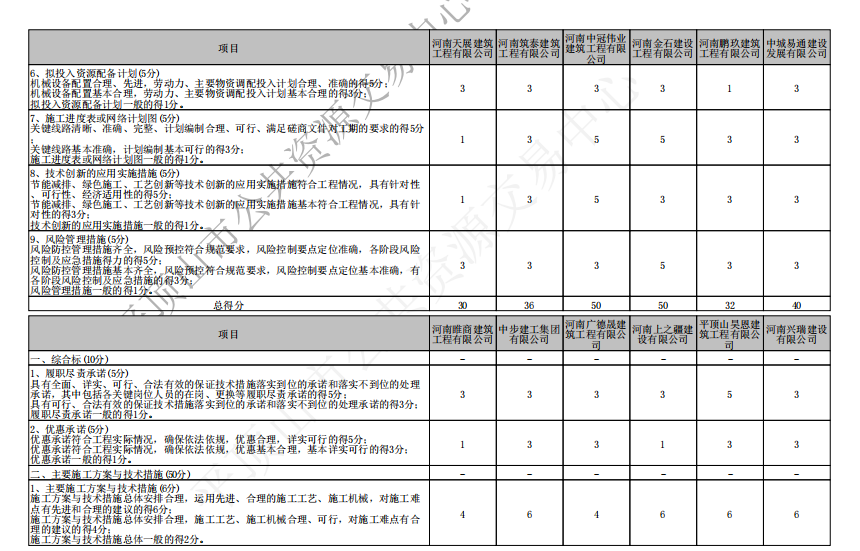 项目
河南天展建筑工程有限公司
河南筑泰建筑工程有限公司
河南中冠伟业建筑工程有限公司
河南金石建设工程有限公司
河南鹏玖建筑工程有限公司
中城易通建设发展有限公司
6、拟投入资源配备计划(5分)
机械设备配置合理、先进，劳动力、主要物资调配投入计划合理、准确的得5分；
机械设备配置基本合理，劳动力、主要物资调配投入计划基本合理的得3分；
拟投入资源配备计划一般的得1分。
3 3 3 3 1 3
7、施工进度表或网络计划图(5分)
关键线路清晰、准确、完整、计划编制合理、可行、满足磋商文件对工期的要求的得5分
；
关键线路基本准确，计划编制基本可行的得3分；
施工进度表或网络计划图一般的得1分。
1 3 5 5 3 3
8、技术创新的应用实施措施(5分)
节能减排、绿色施工、工艺创新等技术创新的应用实施措施符合工程情况，具有针对性
、可行性、经济适用性的得5分；
节能减排、绿色施工、工艺创新等技术创新的应用实施措施基本符合工程情况，具有针
对性的得3分；
技术创新的应用实施措施一般的得1分。
1 3 5 3 3 3
9、风险管理措施(5分)
风险防控管理措施齐全，风险预控符合规范要求，风险控制要点定位准确，各阶段风险
控制及应急措施得力的得5分；
风险防控管理措施基本齐全，风险预控符合规范要求，风险控制要点定位基本准确，有
各阶段风险控制及应急措施的得3分；
风险管理措施一般的得1分。
3 3 3 5 3 3
总得分 30 36 50 50 32 40
项目
河南睢商建筑工程有限公司
中步建工集团有限公司
河南广德晟建筑工程有限公司
河南上之疆建设有限公司
平顶山昊恩建筑工程有限公司
河南兴瑞建设有限公司
一、综合标(10分) － － － － － －
1、履职尽责承诺(5分)
具有全面、详实、可行、合法有效的保证技术措施落实到位的承诺和落实不到位的处理
承诺，其中包括各关键岗位人员的在岗、更换等履职尽责承诺的得5分；
具有可行、合法有效的保证技术措施落实到位的承诺和落实不到位的处理承诺的得3分；
履职尽责承诺一般的得1分。
3 3 3 3 5 3
2、优惠承诺(5分)
优惠承诺符合工程实际情况，确保依法依规，优惠合理，详实可行的得5分；
优惠承诺符合工程实际情况，确保依法依规，优惠基本合理，基本详实可行的得3分；
优惠承诺一般的得1分。
1 3 3 1 3 3
二、主要施工方案与技术措施(50分) － － － － － －
1、主要施工方案与技术措施(6分)
施工方案与技术措施总体安排合理，运用先进、合理的施工工艺、施工机械，对施工难
点有先进和合理的建议的得6分；
施工方案与技术措施总体安排合理，施工工艺、施工机械合理、可行，对施工难点有合
理的建议的得4分；
施工方案与技术措施总体一般的得2分。
4 6 4 6 6 6
平顶山市公共资源交易中心
平顶山市公共资源交易中心